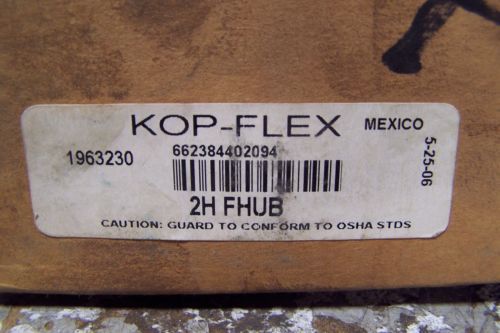 KOP-FLEX MEXICO
5-25-06
1963230 662384402094
2H FHUB
CAUTION: GUARD TO CONFORM TO OSHA STDS